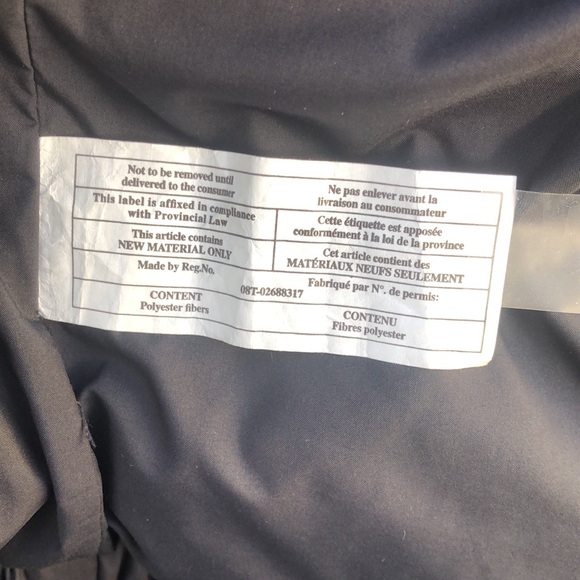 Not to be removed until
delivered to the consumer
Ne pas enlever avant la
livraison au consommateur
This label is affixed in compliance
with Provincial Law
Cette étiquette est apposée
conformément à la loi de la province
This article contains
NEW MATERIAL ONLY
Cet article contient des
MATÉRIAUX NEUFS SEULEMENT
Made by Reg.No.
Fabriqué par N°. de permis:
08T-02688317
CONTENT
Polyester fibers
CONTENU
Fibres polyester